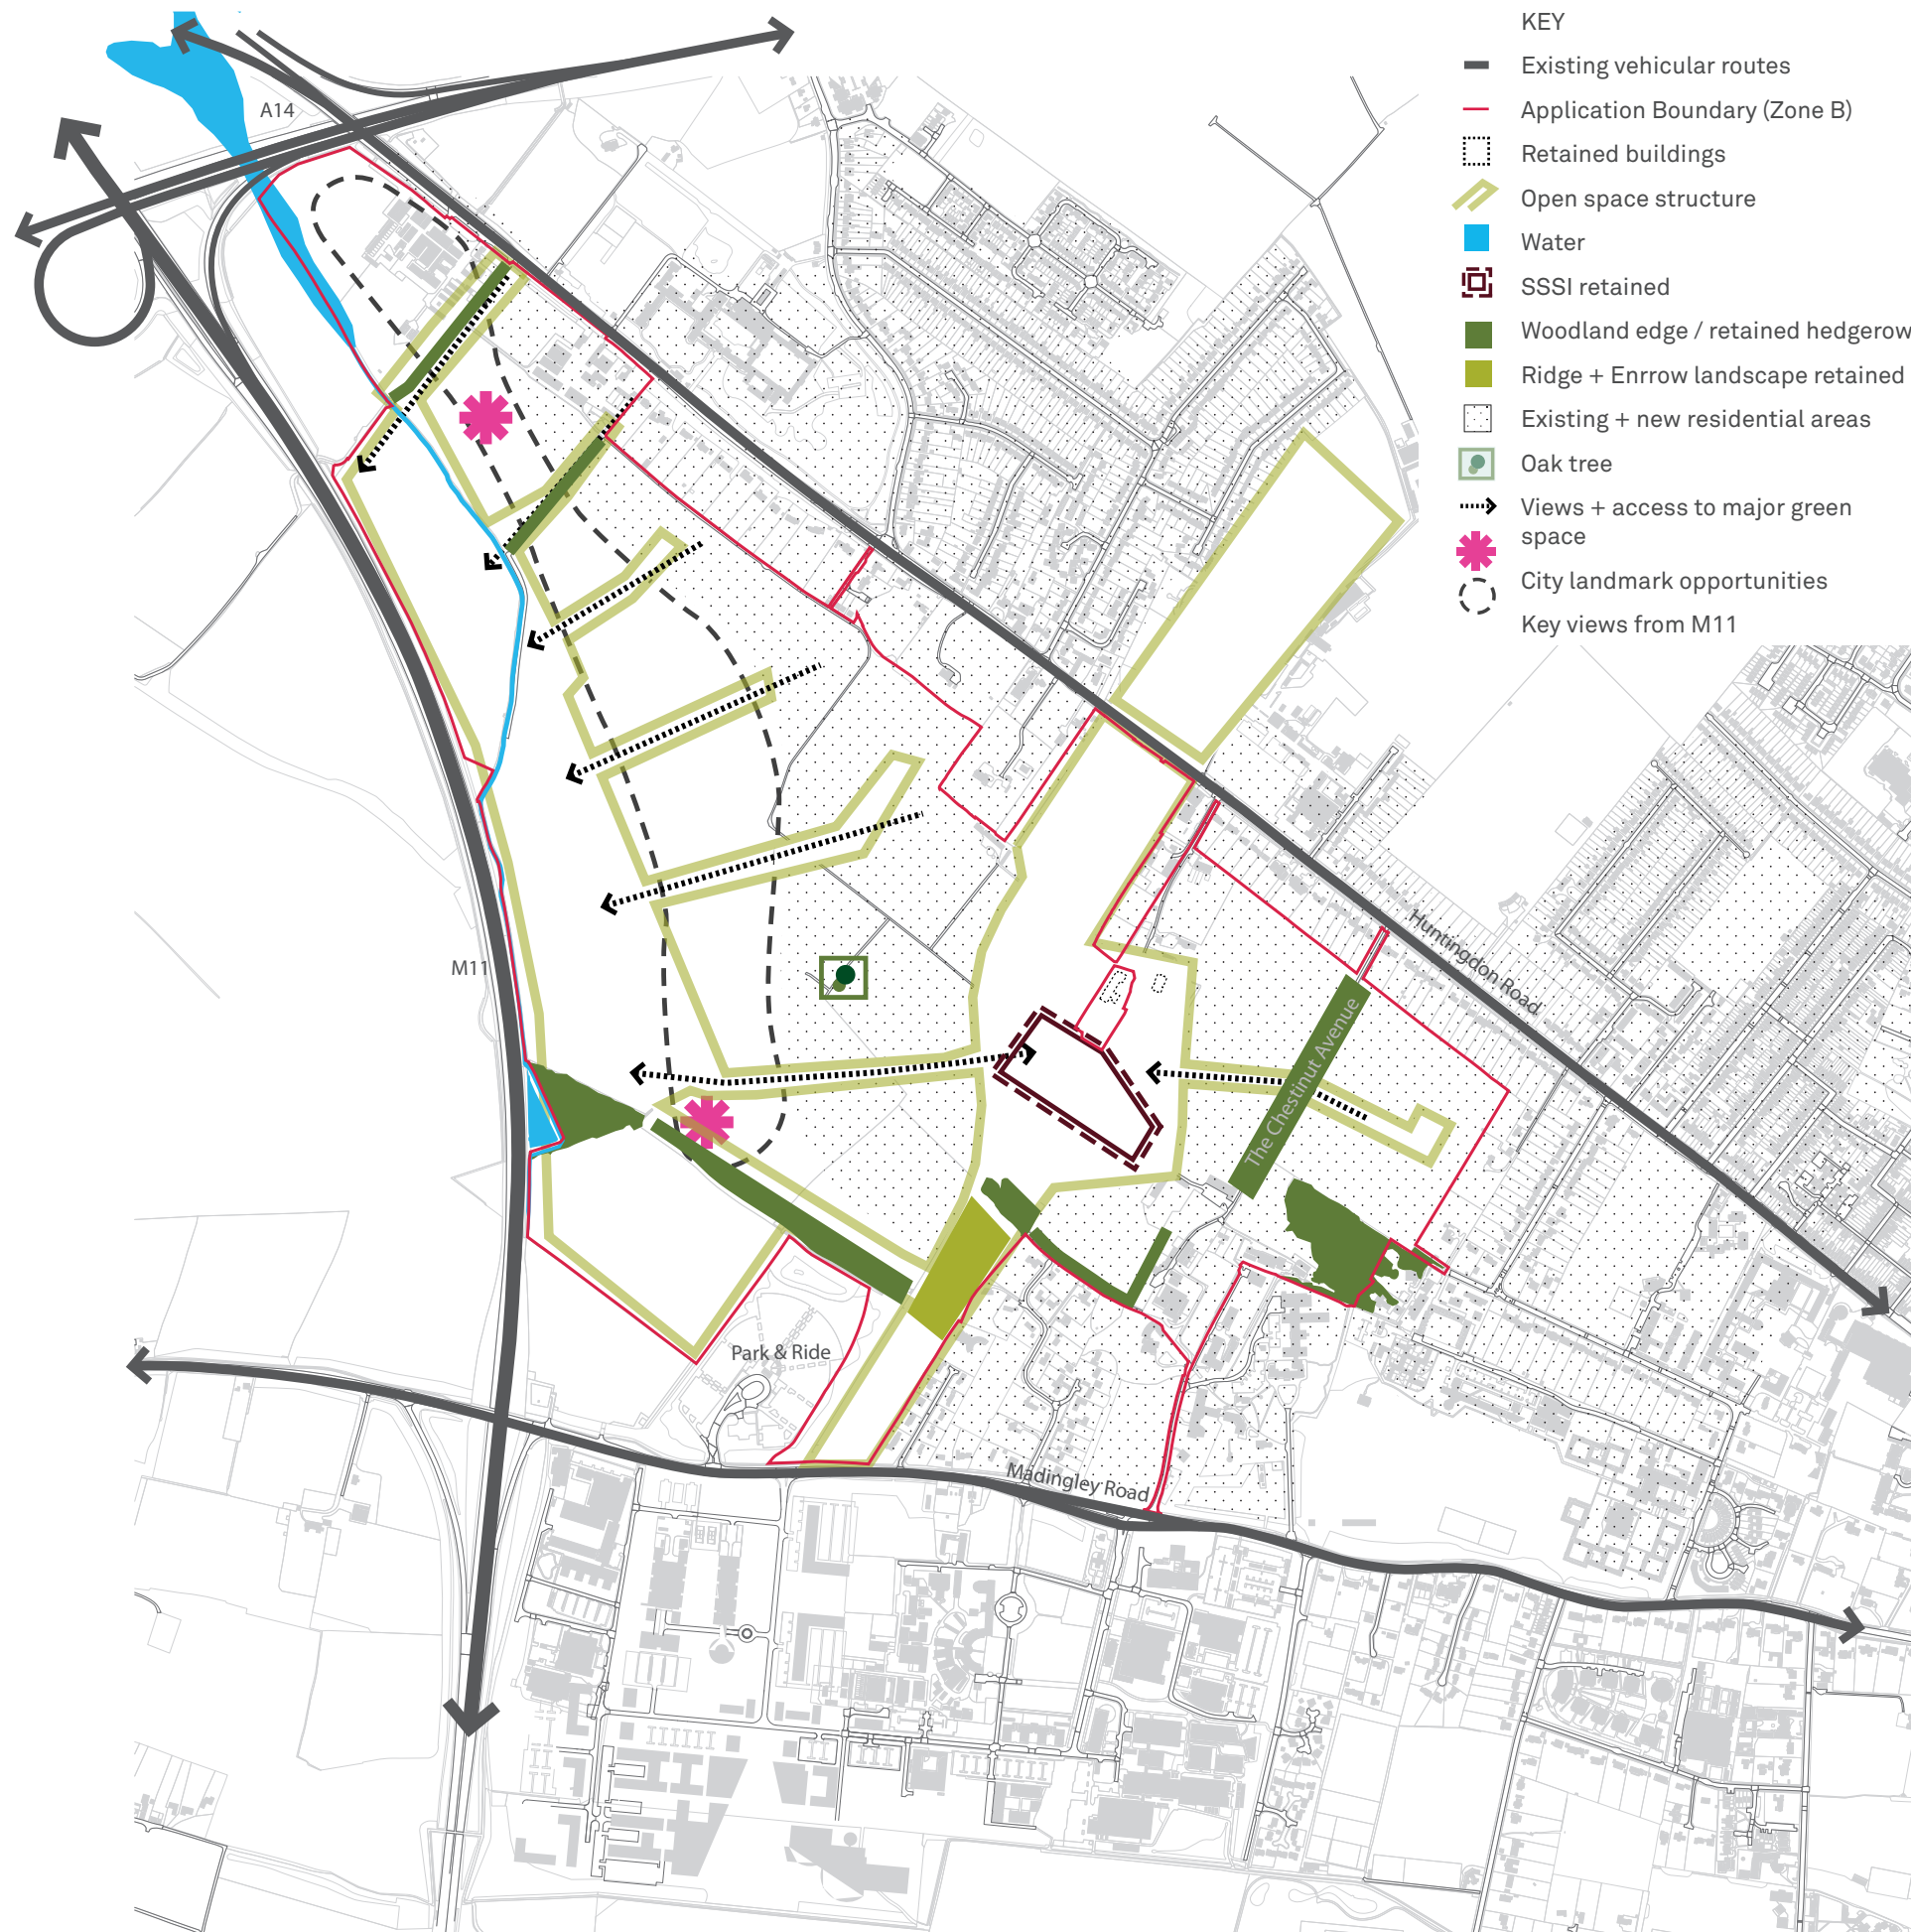 KEY
Existing vehicular routes
Application Boundary (Zone B)
Retained buildings
Open space structure
Water
SSSI retained
Woodland edge / retained hedgerow
Ridge + Enrrow landscape retained
Existing + new residential areas
Oak tree
Views + access to major green
space
City landmark opportunities
Key views from M11
A14
M11
Huntingdon Road
The Chestinut Avenue
Park & Ride
Madingley Road